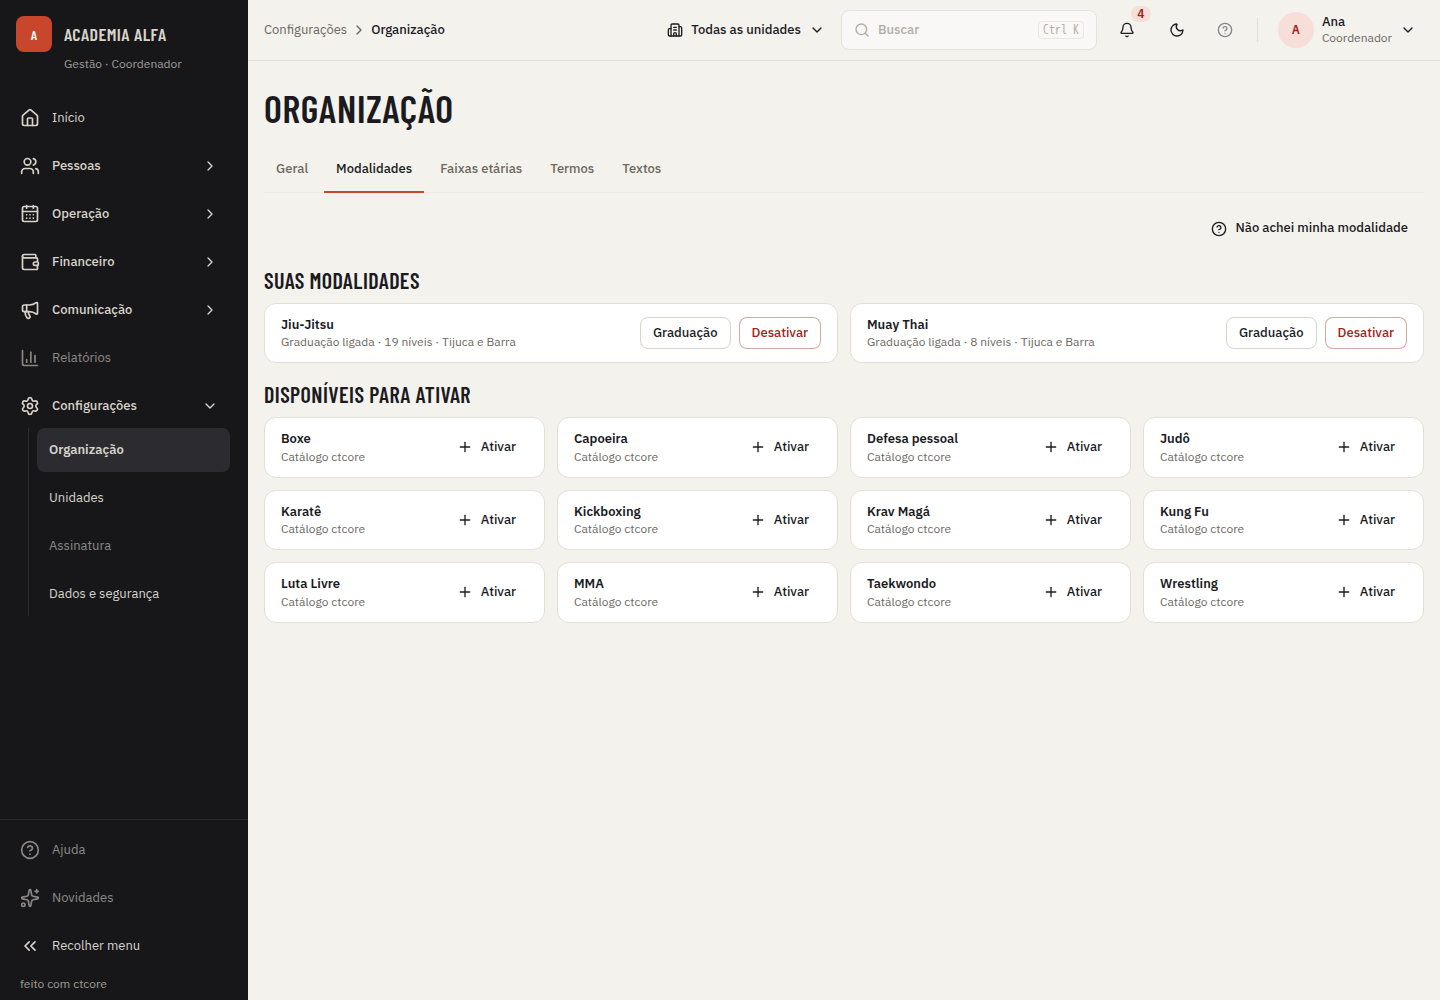 A
ACADEMIA ALFA
Gestão · Coordenador
Início
Pessoas
Operação
Financeiro
Comunicação
Relatórios
Configurações
Organização
Unidades
Assinatura
Dados e segurança
Ajuda
Novidades
Recolher menu
feito com ctcore
Configurações > Organização
Todas as unidades
Buscar
Ctrl K
4
A
Ana
Coordenador
ORGANIZAÇÃO
Geral
Modalidades
Faixas etárias
Termos
Textos
Não achei minha modalidade
SUAS MODALIDADES
Jiu-Jitsu
Graduação ligada · 19 níveis · Tijuca e Barra
Graduação
Desativar
Muay Thai
Graduação ligada · 8 níveis · Tijuca e Barra
Graduação
Desativar
DISPONÍVEIS PARA ATIVAR
Boxe
Catálogo ctcore
+ Ativar
Capoeira
Catálogo ctcore
+ Ativar
Defesa pessoal
Catálogo ctcore
+ Ativar
Judô
Catálogo ctcore
+ Ativar
Karatê
Catálogo ctcore
+ Ativar
Kickboxing
Catálogo ctcore
+ Ativar
Krav Magá
Catálogo ctcore
+ Ativar
Kung Fu
Catálogo ctcore
+ Ativar
Luta Livre
Catálogo ctcore
+ Ativar
MMA
Catálogo ctcore
+ Ativar
Taekwondo
Catálogo ctcore
+ Ativar
Wrestling
Catálogo ctcore
+ Ativar